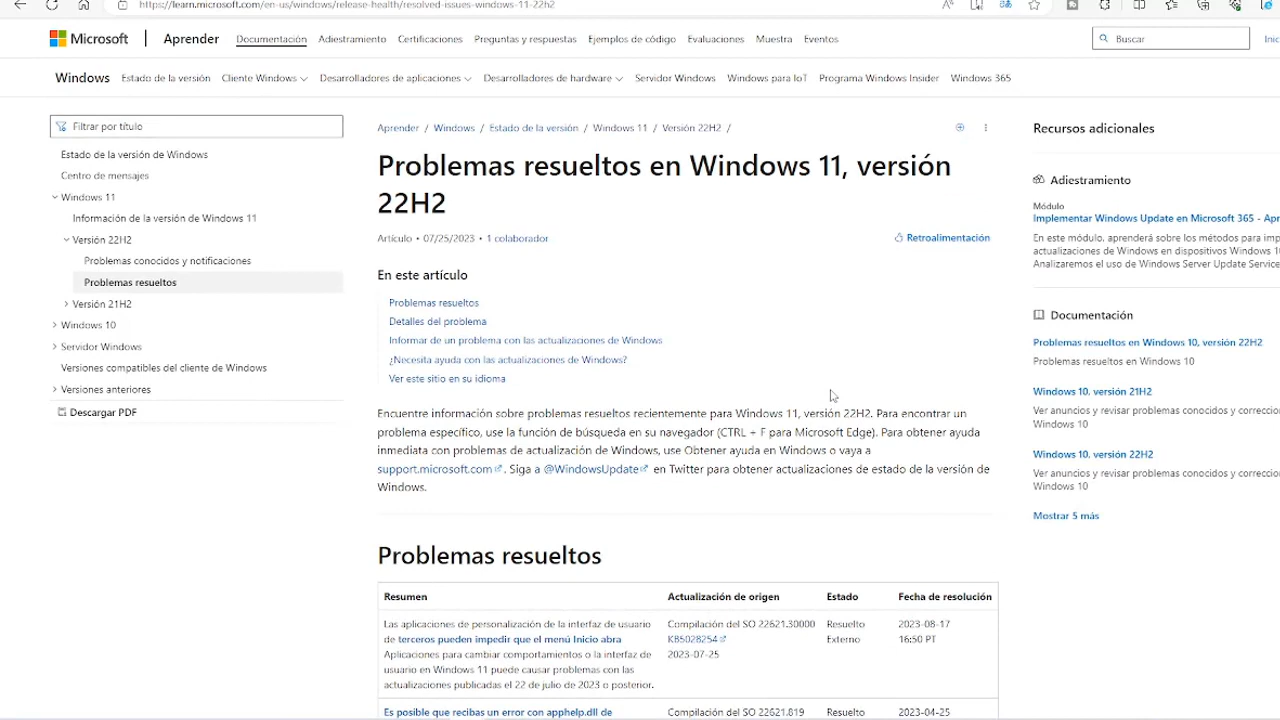 https://learn.microsoft.com/en-us/windows/release-health/resolved-issues-windows-11-22h2
Microsoft
Aprender
Documentación
Adiestramiento
Certificaciones
Preguntas y respuestas
Ejemplos de código
Evaluaciones
Muestra
Eventos
Buscar
Windows
Estado de la versión
Cliente Windows
Desarrolladores de aplicaciones
Desarrolladores de hardware
Servidor Windows
Windows para IoT
Programa Windows Insider
Windows 365
Filtrar por título
Estado de la versión de Windows
Centro de mensajes
Windows 11
Información de la versión de Windows 11
Versión 22H2
Problemas conocidos y notificaciones
Problemas resueltos
Versión 21H2
Windows 10
Servidor Windows
Versiones compatibles del cliente de Windows
Versiones anteriores
Descargar PDF
Aprender / Windows / Estado de la versión / Windows 11 / Versión 22H2 /
Problemas resueltos en Windows 11, versión
22H2
Artículo • 07/25/2023 • 1 colaborador
Retroalimentación
En este artículo
Problemas resueltos
Detalles del problema
Informar de un problema con las actualizaciones de Windows
¿Necesita ayuda con las actualizaciones de Windows?
Ver este sitio en su idioma
Encuentre información sobre problemas resueltos recientemente para Windows 11, versión 22H2. Para encontrar un
problema específico, use la función de búsqueda en su navegador (CTRL + F para Microsoft Edge). Para obtener ayuda
inmediata con problemas de actualización de Windows, use Obtener ayuda en Windows o vaya a
support.microsoft.com . Siga a @WindowsUpdate en Twitter para obtener actualizaciones de estado de la versión de
Windows.
Problemas resueltos
Resumen
Actualización de origen
Estado
Fecha de resolución
Las aplicaciones de personalización de la interfaz de usuario
de terceros pueden impedir que el menú Inicio abra
Aplicaciones para cambiar comportamientos o la interfaz de
usuario en Windows 11 puede causar problemas con las
actualizaciones publicadas el 22 de julio de 2023 o posterior.
Compilación del SO 22621.30000
KB5028254
2023-07-25
Resuelto
Externo
2023-08-17
16:50 PT
Es posible que recibas un error con apphelp.dll de
Compilación del SO 22621.819
Resuelto
2023-04-25
Recursos adicionales
Adiestramiento
Módulo
Implementar Windows Update en Microsoft 365 - Apr
En este módulo, aprenderá sobre los métodos para imp
actualizaciones de Windows en dispositivos Windows 10
Analizaremos el uso de Windows Server Update Service
Documentación
Problemas resueltos en Windows 10, versión 22H2
Problemas resueltos en Windows 10
Windows 10, versión 21H2
Ver anuncios y revisar problemas conocidos y correccio
Windows 10
Windows 10, versión 22H2
Ver anuncios y revisar problemas conocidos y correccio
Windows 10
Mostrar 5 más